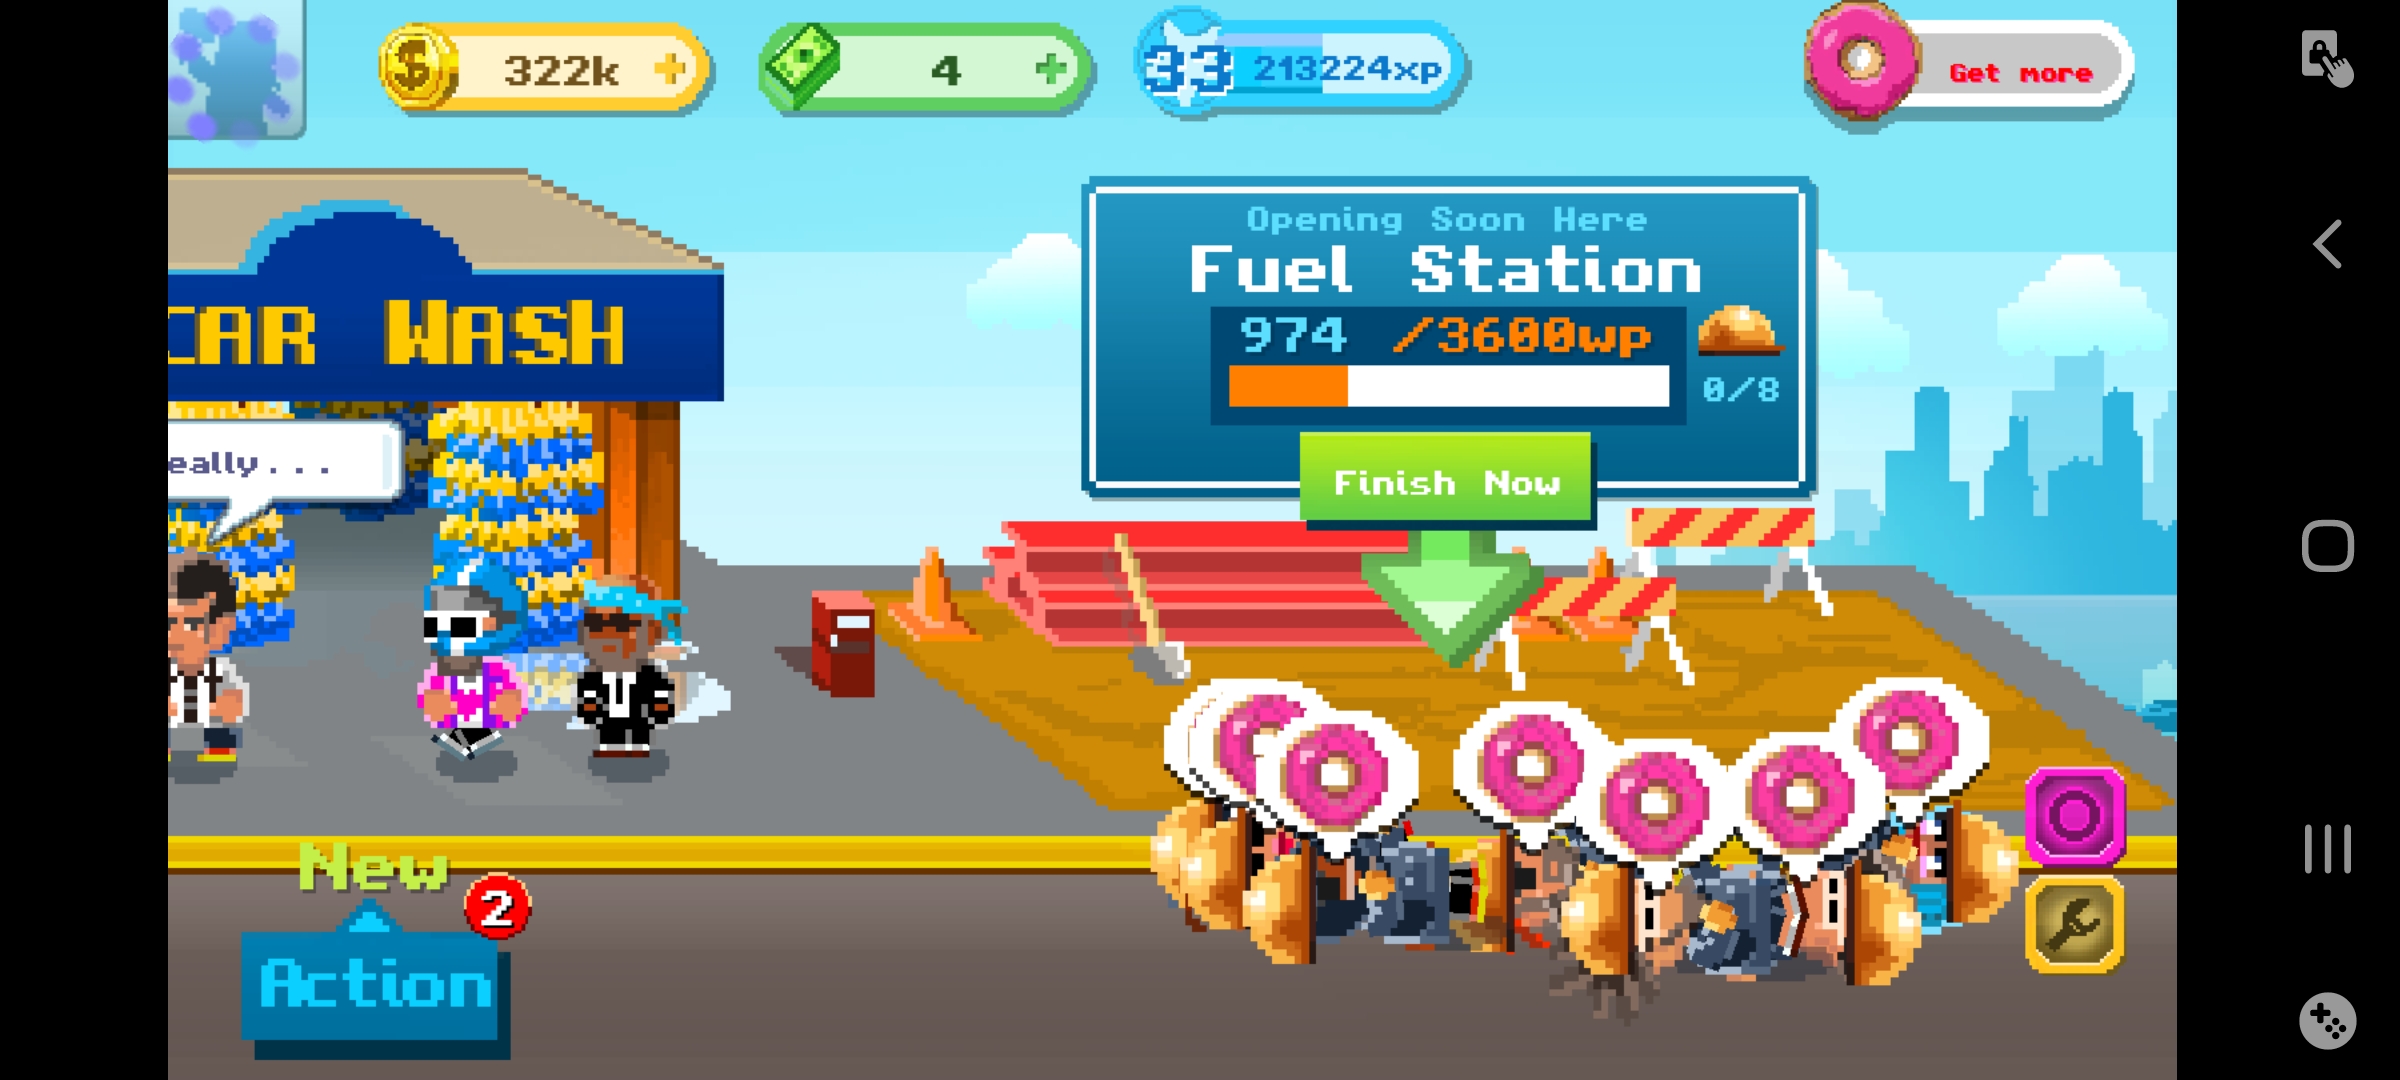 322k
4
33
213224xp
Get more
Opening Soon Here
Fuel Station
974 /3600wp
0/8
CAR WASH
eally...
Finish Now
New
2
Action